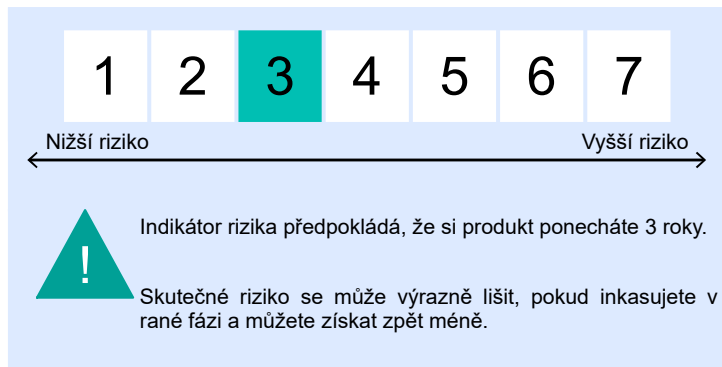 1 2 3 4 5 6 7
Nižší riziko Vyšší riziko
!
Indikátor rizika předpokládá, že si produkt ponecháte 3 roky.
Skutečné riziko se může výrazně lišit, pokud inkasujete v
rané fázi a můžete získat zpět méně.